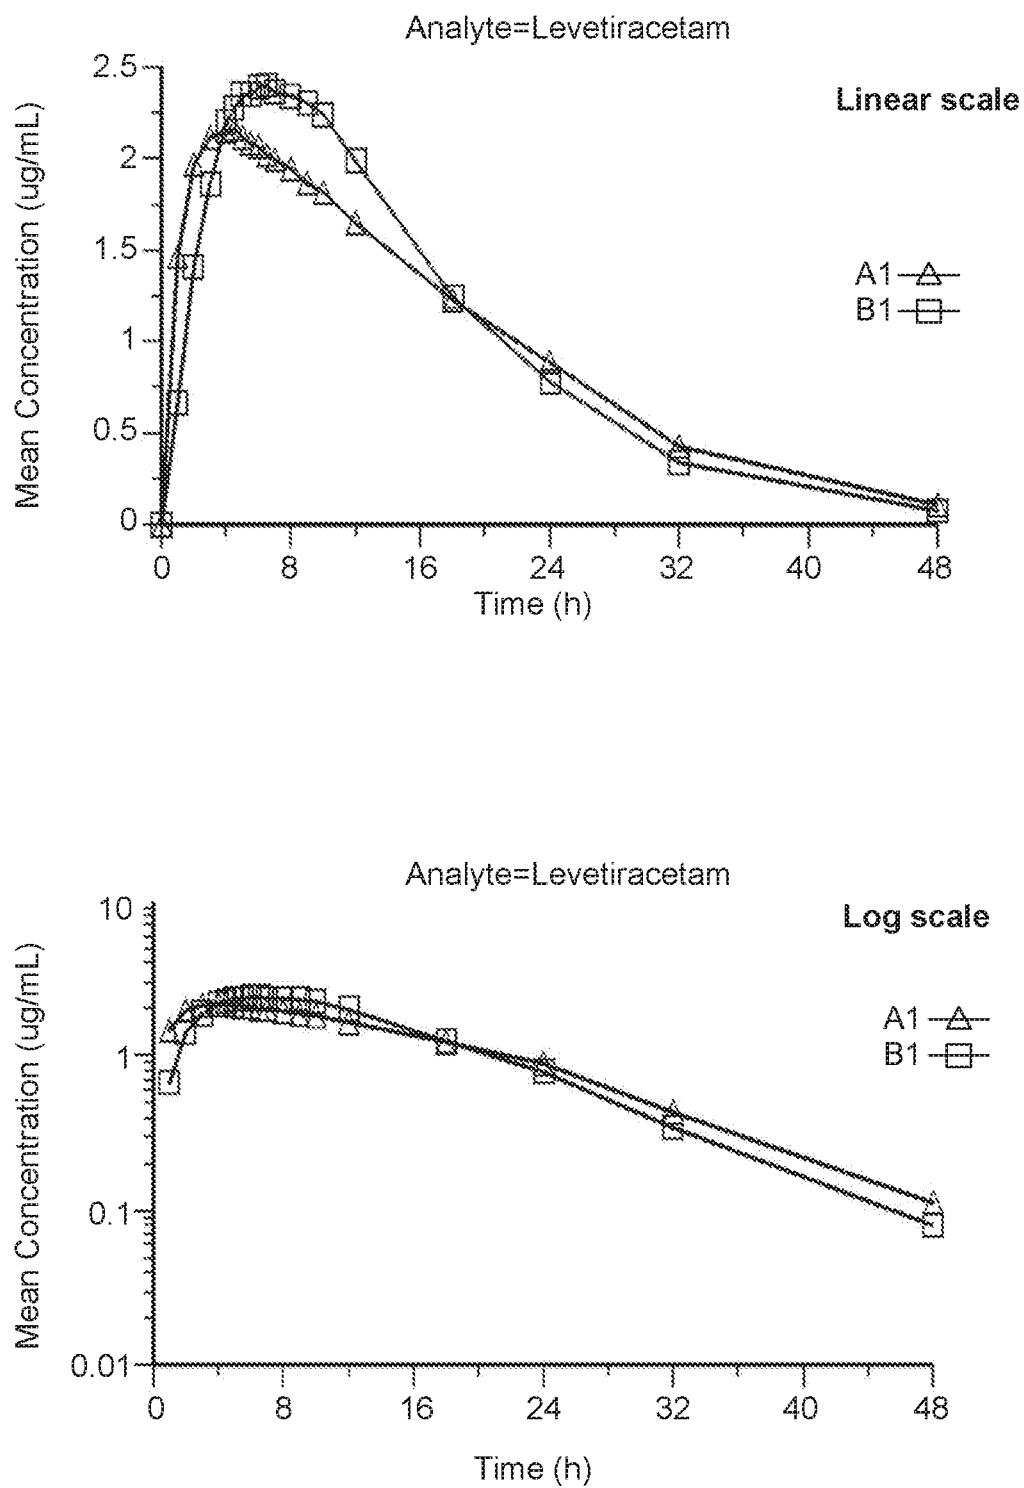 Analyte=Levetiracetam
Linear scale
Mean Concentration (ug/mL)
2.5
2
1.5
1
0.5
0
A1
B1
0 8 16 24 32 40 48
Time (h)
Analyte=Levetiracetam
Log scale
Mean Concentration (ug/mL)
10
1
0.1
0.01
A1
B1
0 8 16 24 32 40 48
Time (h)